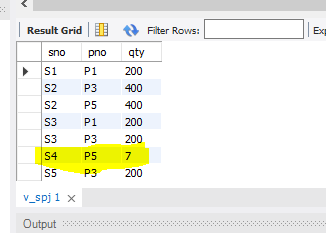 Result Grid Filter Rows: Exp
sno pno qty
S1 P1 200
S2 P3 400
S2 P5 400
S3 P1 200
S3 P3 200
S4 P5 7
S5 P3 200
v_spj 1
Output